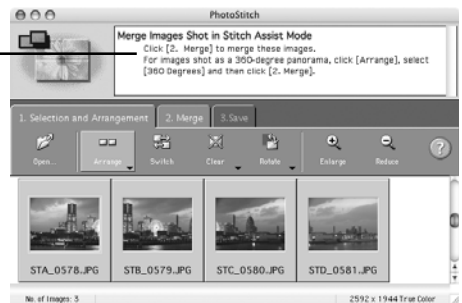 PhotoStitch
Merge Images Shot in Stitch Assist Mode
Click [2. Merge] to merge these images.
For images shot as a 360-degree panorama, click [Arrange], select
[360 Degrees] and then click [2. Merge].
1. Selection and Arrangement 2. Merge 3.Save
Open... Arrange Switch Clear Rotate Enlarge Reduce ?
STA_0578.JPG STB_0579.JPG STC_0580.JPG STD_0581.JPG
No. of Images: 3 2592 x 1944 True Color